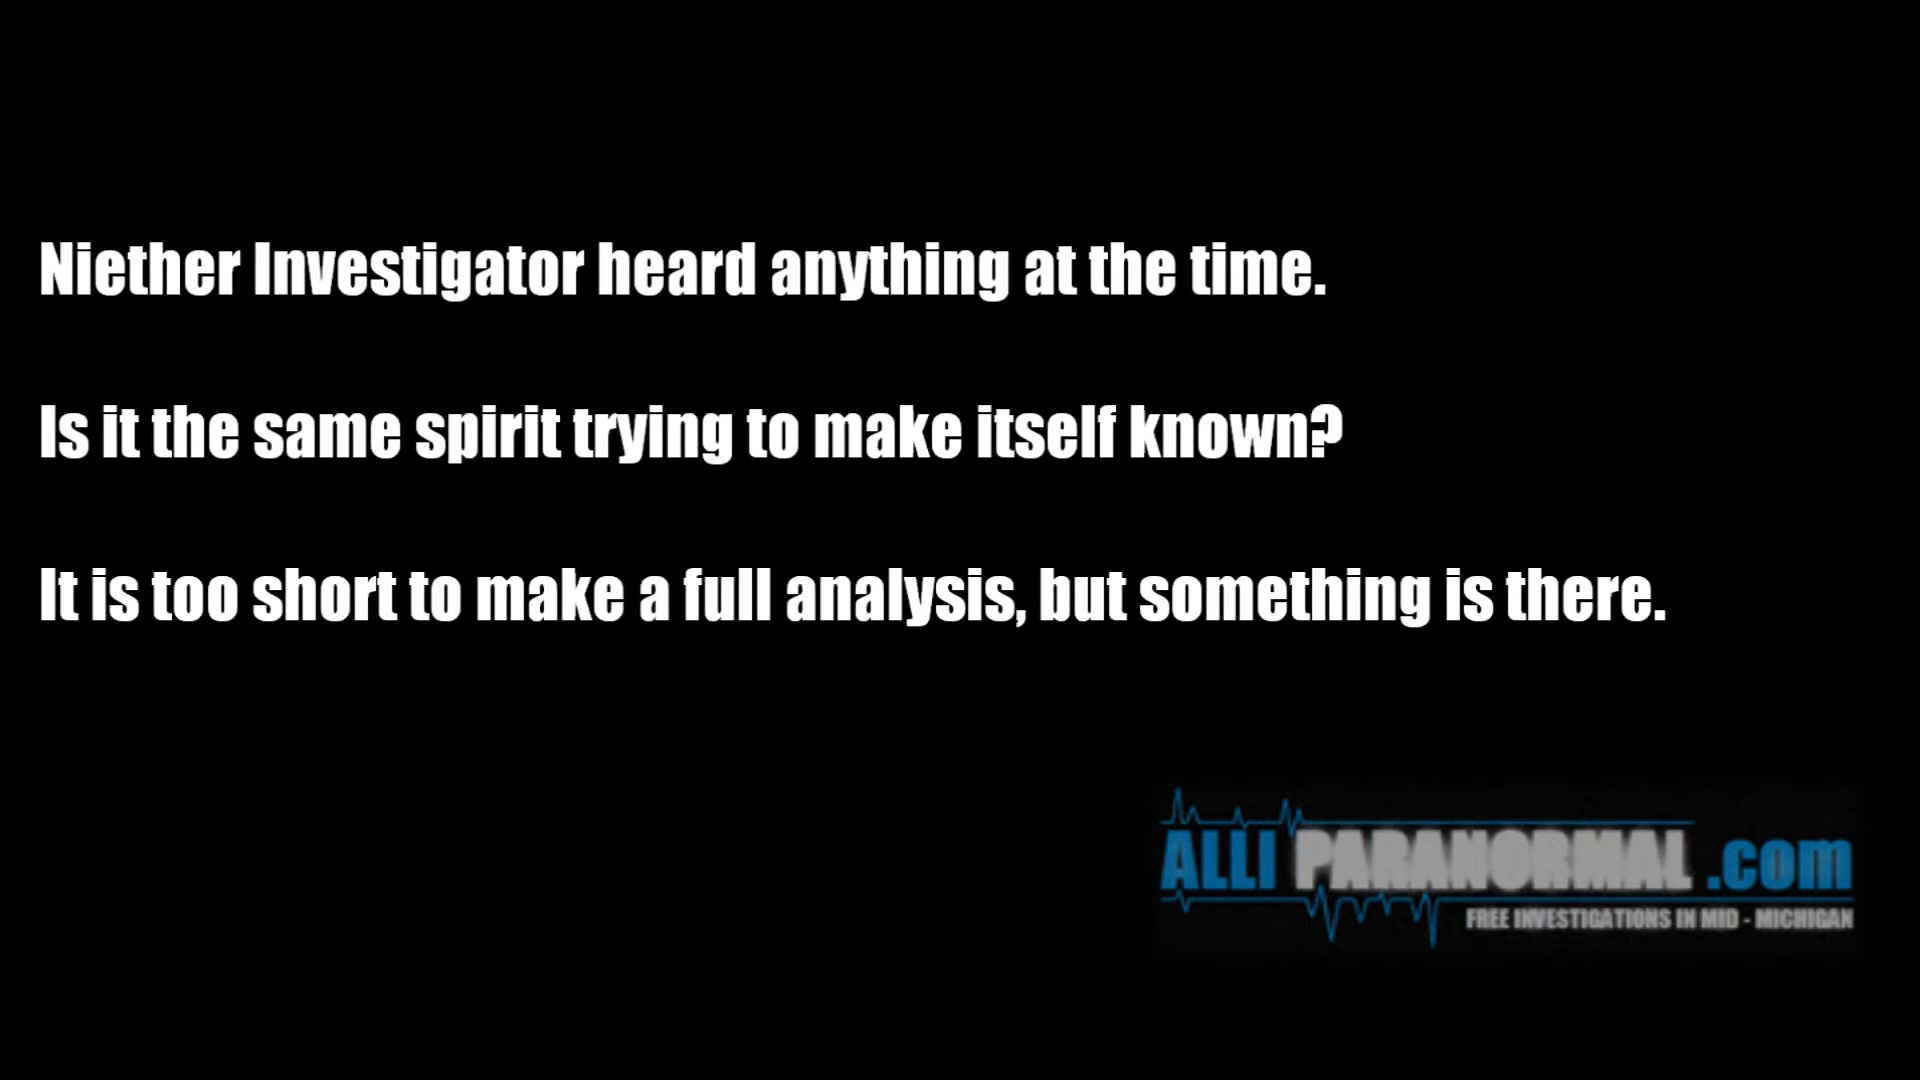 Niether Investigator heard anything at the time.
Is it the same spirit trying to make itself known?
It is too short to make a full analysis, but something is there.
ALLI PARANORMAL .com
FREE INVESTIGATIONS IN MID - MICHIGAN